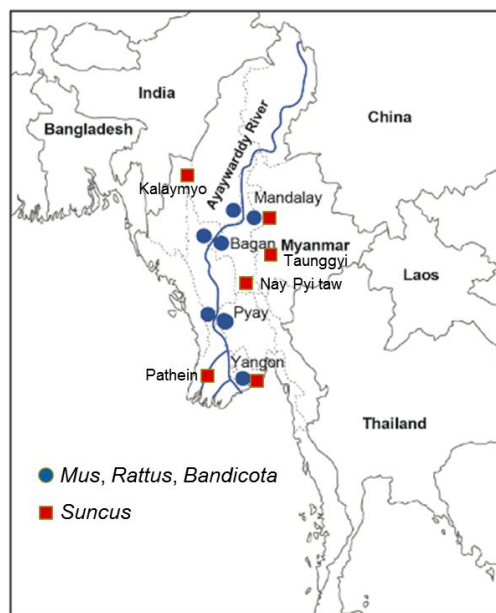 India
China
Bangladesh
Ayaywarddy River
Kalaymyo
Mandalay
Bagan
Myanmar
Taunggyi
Nay Pyi taw
Laos
Pyay
Pathein
Yangon
Thailand
Mus, Rattus, Bandicota
Suncus